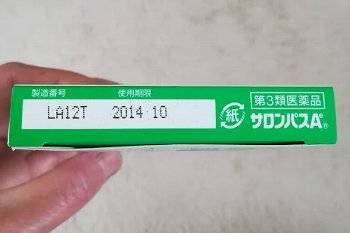 製造番号 使用期限
LA12T 2014.10
紙
第3類医薬品
サロンパスAe®